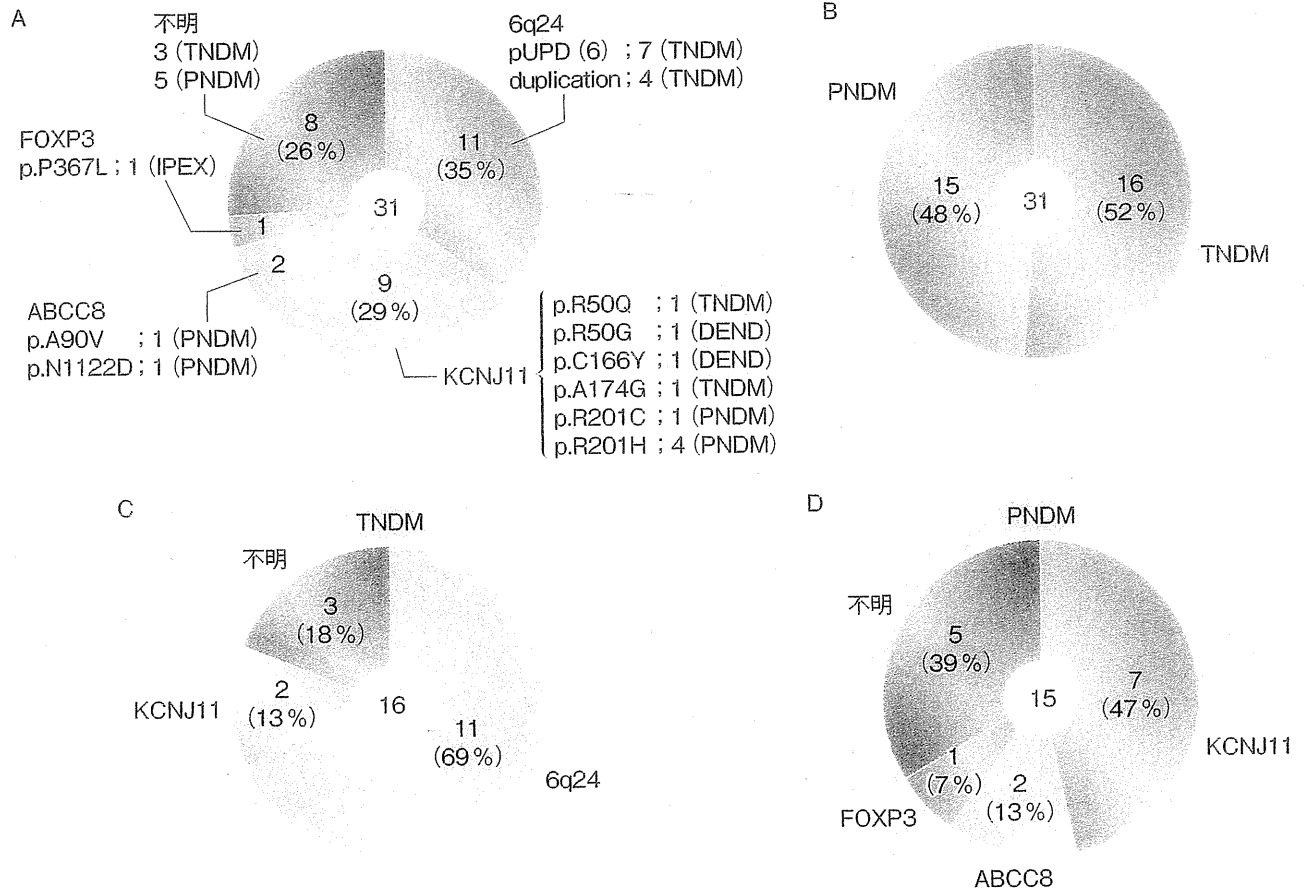 A
不明
3 (TNDM)
5 (PNDM)
6q24
pUPD (6) ; 7 (TNDM)
duplication ; 4 (TNDM)
8
(26%)
11
(35%)
FOXP3
p.P367L ; 1 (IPEX)
31
1
2
9
(29%)
ABCC8
p.A90V ; 1 (PNDM)
p.N1122D ; 1 (PNDM)
KCNJ11
p.R50Q ; 1 (TNDM)
p.R50G ; 1 (DEND)
p.C166Y ; 1 (DEND)
p.A174G ; 1 (TNDM)
p.R201C ; 1 (PNDM)
p.R201H ; 4 (PNDM)
B
PNDM
15
(48%)
31
16
(52%)
TNDM
C
TNDM
不明
3
(18%)
KCNJ11
2
(13%)
16
11
(69%)
6q24
D
PNDM
不明
5
(39%)
15
7
(47%)
KCNJ11
1
(7%)
FOXP3
2
(13%)
ABCC8